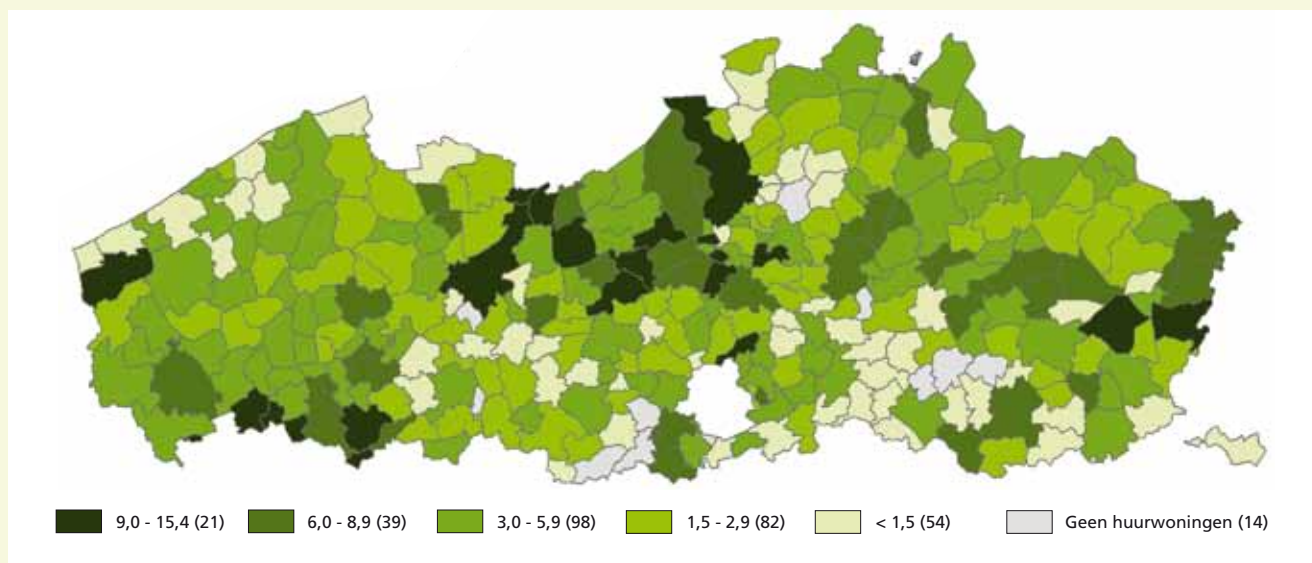 9,0 - 15,4 (21) 6,0 - 8,9 (39) 3,0 - 5,9 (98) 1,5 - 2,9 (82) < 1,5 (54) Geen huurwoningen (14)